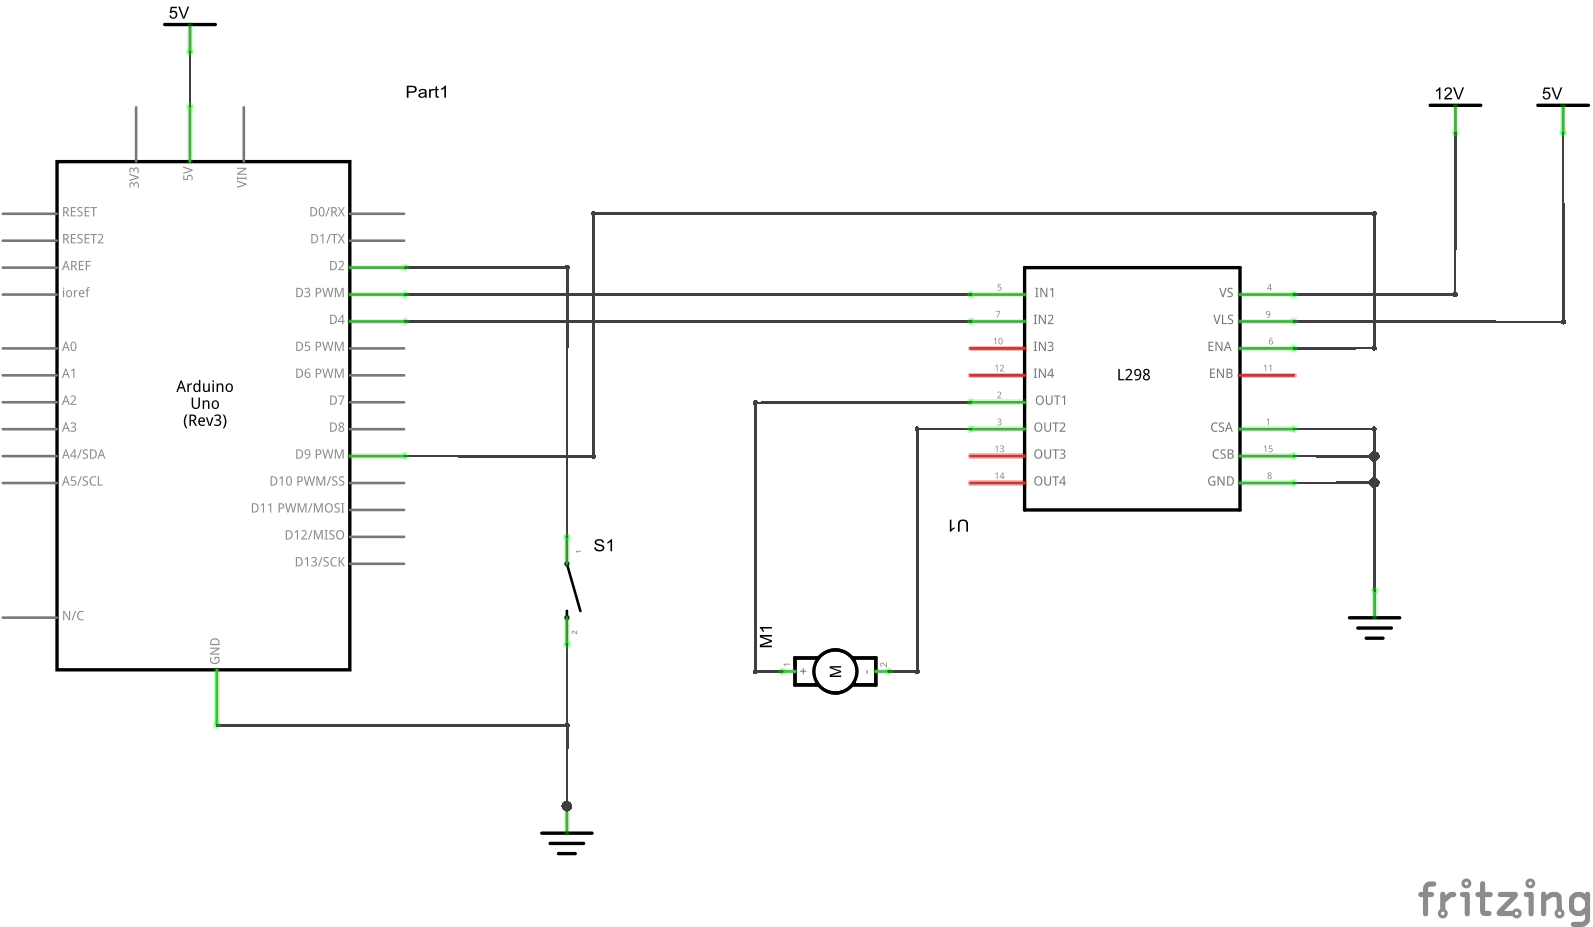 5V
Part1
12V
5V
3V3
5V
VIN
RESET
D0/RX
RESET2
D1/TX
AREF
D2
ioref
D3 PWM
D4
A0
D5 PWM
A1
D6 PWM
A2
D7
A3
D8
A4/SDA
D9 PWM
A5/SCL
D10 PWM/SS
D11 PWM/MOSI
D12/MISO
D13/SCK
N/C
GND
Arduino
Uno
(Rev3)
S1
1
2
M1
1
+
M
-
2
5
IN1
7
IN2
10
IN3
12
IN4
2
OUT1
3
OUT2
13
OUT3
14
OUT4
L298
VS
4
VLS
9
ENA
6
ENB
11
CSA
1
CSB
15
GND
8
U1
fritzing